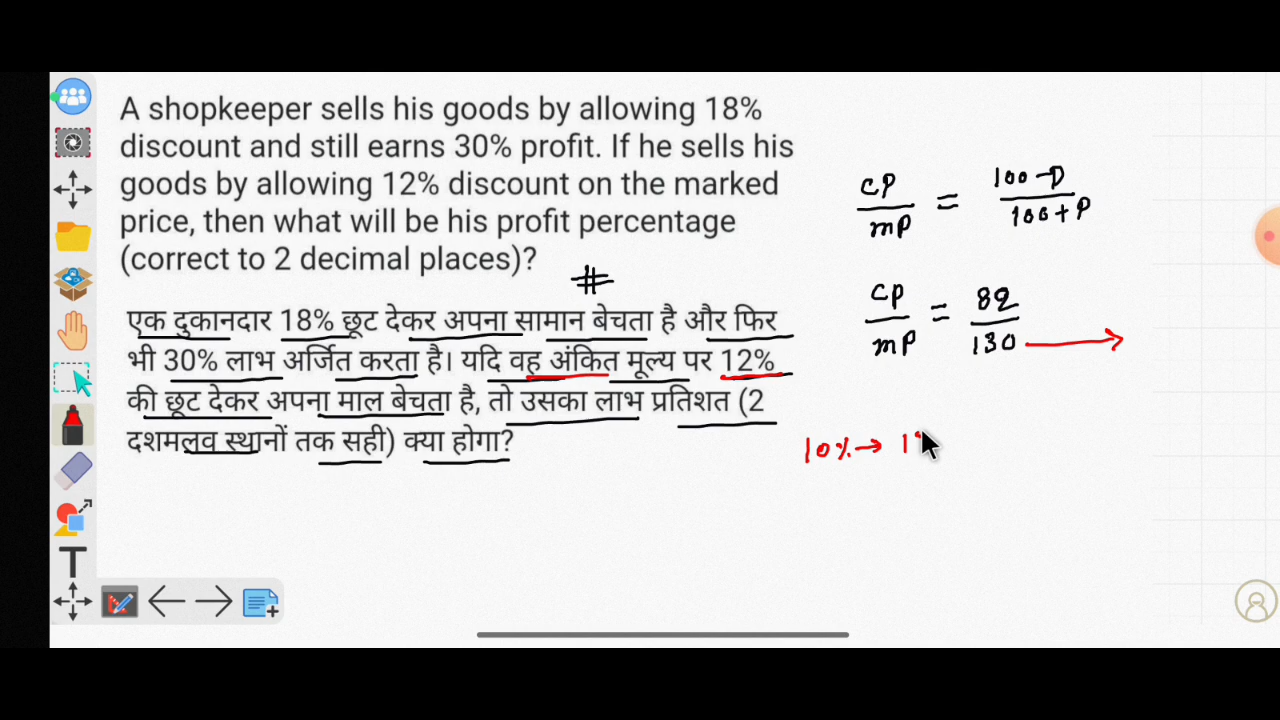 A shopkeeper sells his goods by allowing 18%
discount and still earns 30% profit. If he sells his
goods by allowing 12% discount on the marked
price, then what will be his profit percentage
(correct to 2 decimal places)?
एक दुकानदार 18% छूट देकर अपना सामान बेचता है और फिर
भी 30% लाभ अर्जित करता है। यदि वह अंकित मूल्य पर 12%
की छूट देकर अपना माल बेचता है, तो उसका लाभ प्रतिशत (2
दशमलव स्थानों तक सही) क्या होगा?
CP/MP = 100-D/100+P
CP/MP = 82/130
10% → 1
T